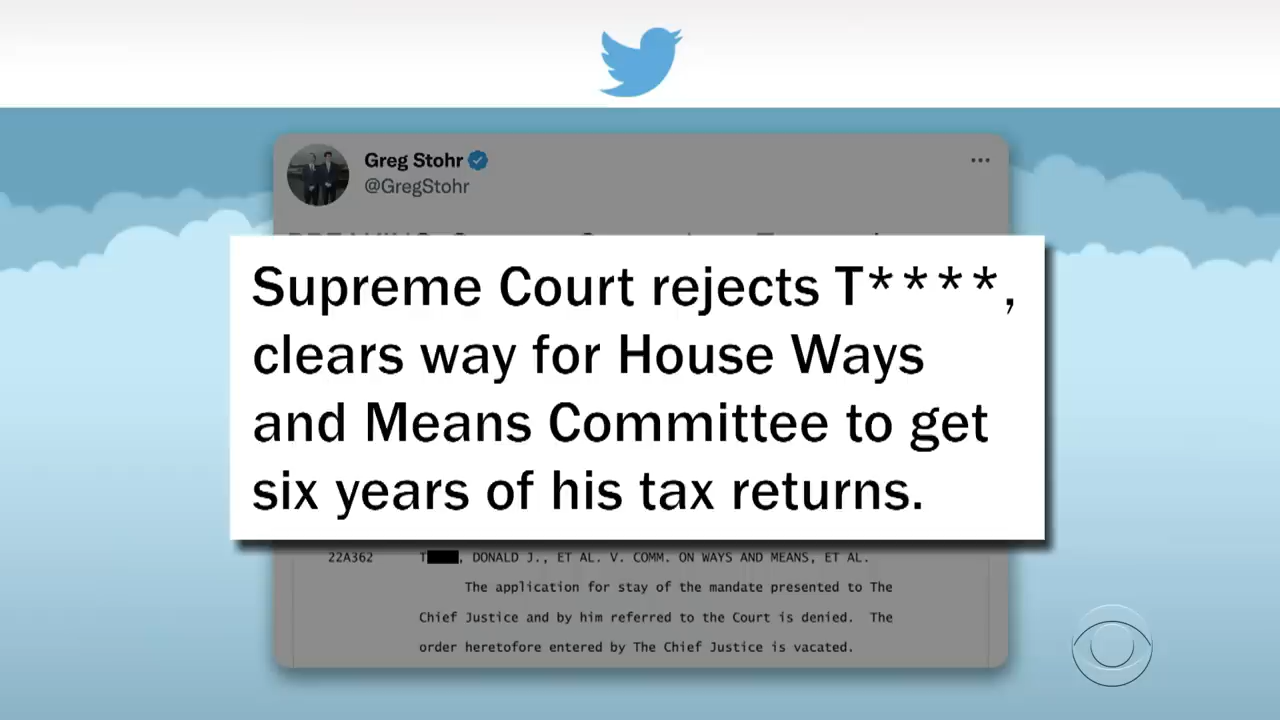 Greg Stohr
@GregStohr
Supreme Court rejects T****,
clears way for House Ways
and Means Committee to get
six years of his tax returns.
22A362 T, DONALD J., ET AL. V. COMM. ON WAYS AND MEANS, ET AL.
The application for stay of the mandate presented to The
Chief Justice and by him referred to the Court is denied. The
order heretofore entered by The Chief Justice is vacated.